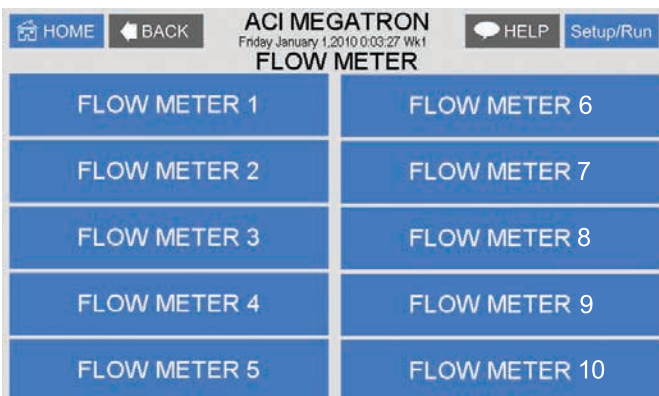 HOME
BACK
ACI MEGATRON
Friday January 1,2010 0:03:27 Wk1
HELP
Setup/Run
FLOW METER
FLOW METER 1
FLOW METER 2
FLOW METER 3
FLOW METER 4
FLOW METER 5
FLOW METER 6
FLOW METER 7
FLOW METER 8
FLOW METER 9
FLOW METER 10